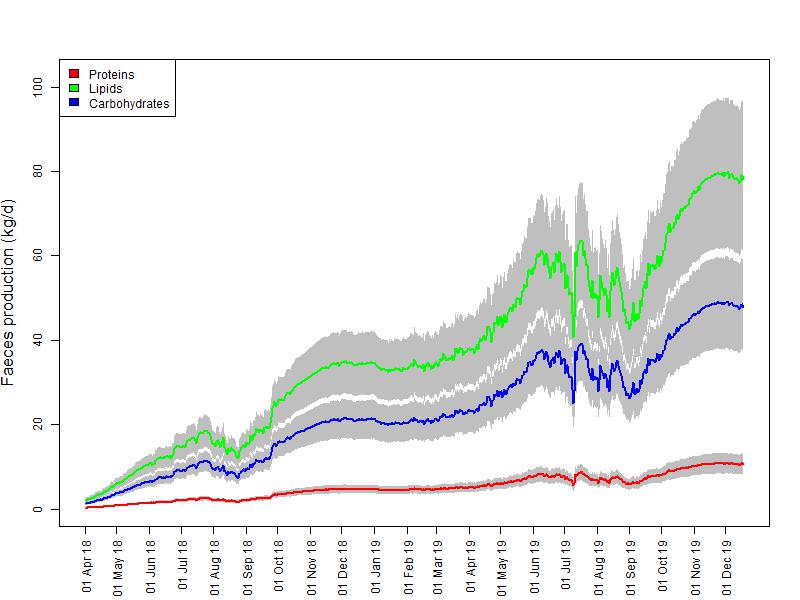 Proteins
Lipids
Carbohydrates
Faeces production (kg/d)
100
80
60
40
20
0
01 Apr 18
01 May 18
01 Jun 18
01 Jul 18
01 Aug 18
01 Sep 18
01 Oct 18
01 Nov 18
01 Dec 18
01 Jan 19
01 Feb 19
01 Mar 19
01 Apr 19
01 May 19
01 Jun 19
01 Jul 19
01 Aug 19
01 Sep 19
01 Oct 19
01 Nov 19
01 Dec 19